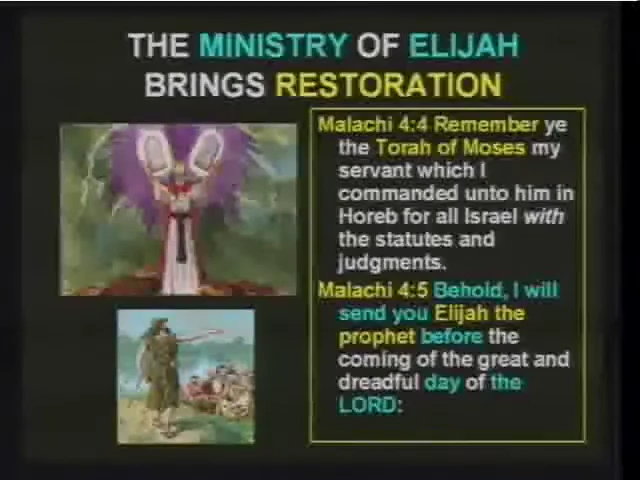 THE MINISTRY OF ELIJAH
BRINGS RESTORATION
Malachi 4:4 Remember ye
the Torah of Moses my
servant which I
commanded unto him in
Horeb for all Israel with
the statutes and
judgments.
Malachi 4:5 Behold, I will
send you Elijah the
prophet before the
coming of the great and
dreadful day of the
LORD: